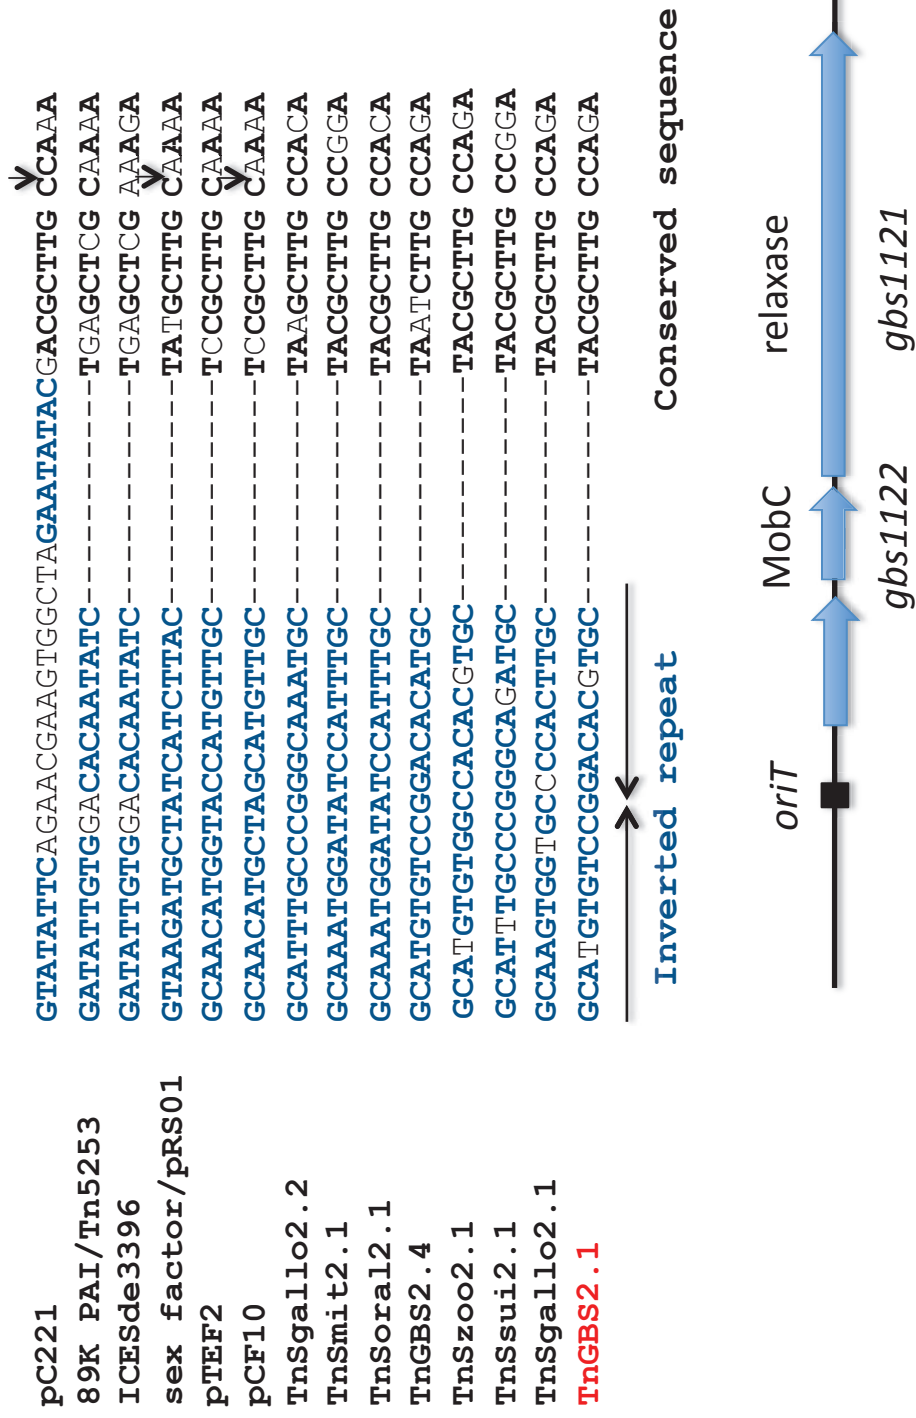 pC221 GTATATTCAGAACGAAGTGGCTAGAATATACGACGCTTG CCAAA
89K PAI/Tn5253 GATATTGTGGACACAATATC-----------TGAGCTCG CAAAA
ICESde3396 GATATTGTGGACACAATATC-----------TGAGCTCG AAAGA
sex factor/pRS01 GTAAGATGCTATCATCTTAC-----------TATGCTTG CAAAA
pTEF2 GCAACATGGTACCATGTTGC-----------TCCGCTTG CAAAA
pCF10 GCAACATGCTAGCATGTTGC-----------TCCGCTTG CAAAA
TnSgallo2.2 GCATTTGCCCGGGCAAATGC-----------TAAGCTTG CCACA
TnSmit2.1 GCAAATGGATATCCATTTGC-----------TACGCTTG CCGGA
TnSoral2.1 GCAAATGGATATCCATTTGC-----------TACGCTTG CCACA
TnGBS2.4 GCATGTGTCCGGACACATGC-----------TAATCTTG CCAGA
TnSzoo2.1 GCATGTGTGGCCACACGTGC-----------TACGCTTG CCAGA
TnSsui2.1 GCATTTGCCCGGGCAGATGC-----------TACGCTTG CCGGA
TnSgallo2.1 GCAAGTGGTGCCCCACTTGC-----------TACGCTTG CCAGA
TnGBS2.1 GCATGTGTCCGGACACGTGC-----------TACGCTTG CCAGA
Inverted repeat Conserved sequence
oriT MobC relaxase
gbs1122 gbs1121